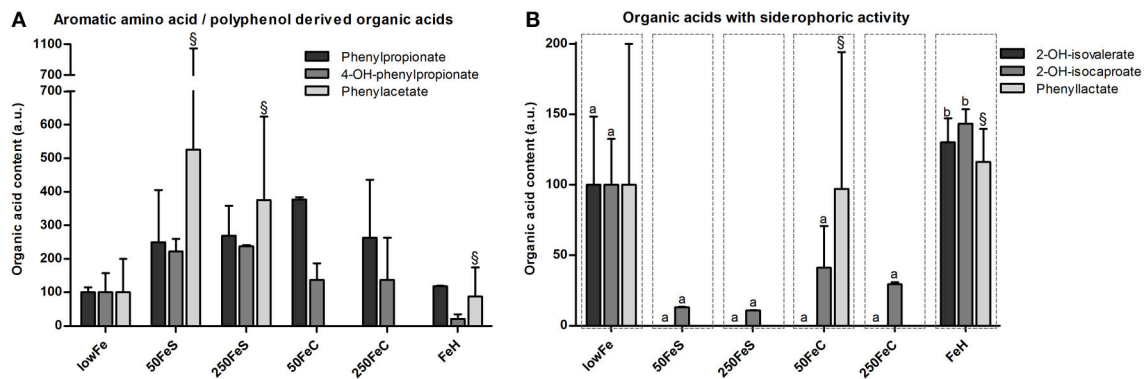 A
Aromatic amino acid / polyphenol derived organic acids
Organic acid content (a.u.)
1100
700
700
600
500
400
300
200
100
0
Phenylpropionate
4-OH-phenylpropionate
Phenylacetate
§
§
§
lowFe
50FeS
250FeS
50FeC
250FeC
FeH
B
Organic acids with siderophoric activity
Organic acid content (a.u.)
200
150
100
50
0
2-OH-isovalerate
2-OH-isocaproate
Phenyllactate
a
a
a
a
a
a
a
a
§
a
a
b
b
§
lowFe
50FeS
250FeS
50FeC
250FeC
FeH